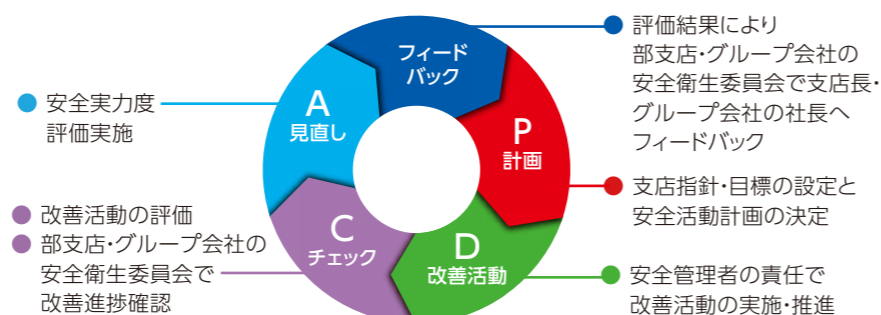 フィード
バック
評価結果により
部支店・グループ会社の
安全衛生委員会で支店長・
グループ会社の社長へ
フィードバック
P
計画
支店指針・目標の設定と
安全活動計画の決定
D
改善活動
安全管理者の責任で
改善活動の実施・推進
C
チェック
改善活動の評価
部支店・グループ会社の
安全衛生委員会で
改善進捗確認
A
見直し
安全実力度
評価実施